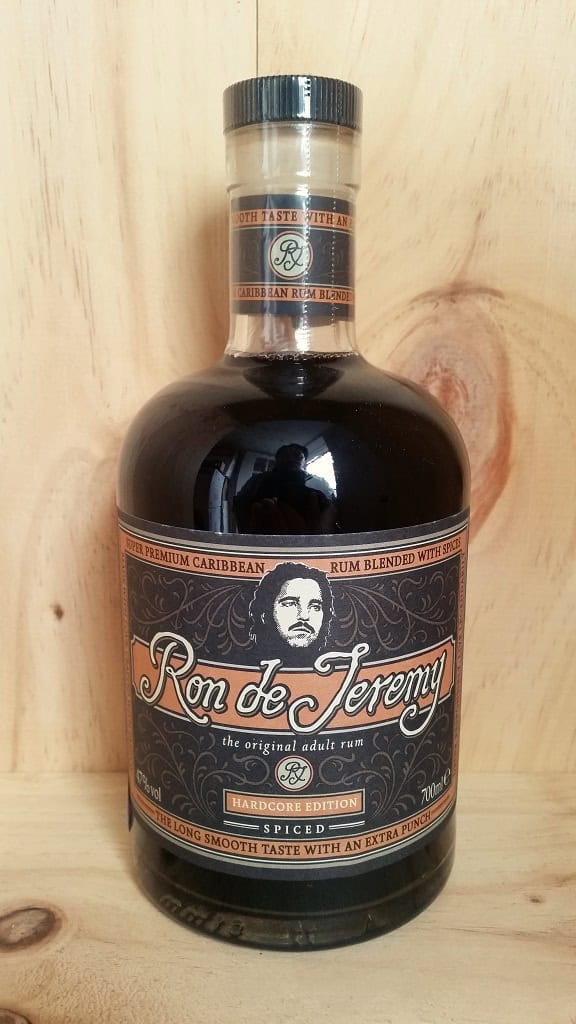 OOTH TASTE WITH AN
RJ
CARIBBEAN RUM BLENDED
SUPER PREMIUM CARIBBEAN RUM BLENDED WITH SPICES
Ron de Jeremy
the original adult rum
RJ
47% vol
700ml e
HARDCORE EDITION
SPICED
THE LONG SMOOTH TASTE WITH AN EXTRA PUNCH